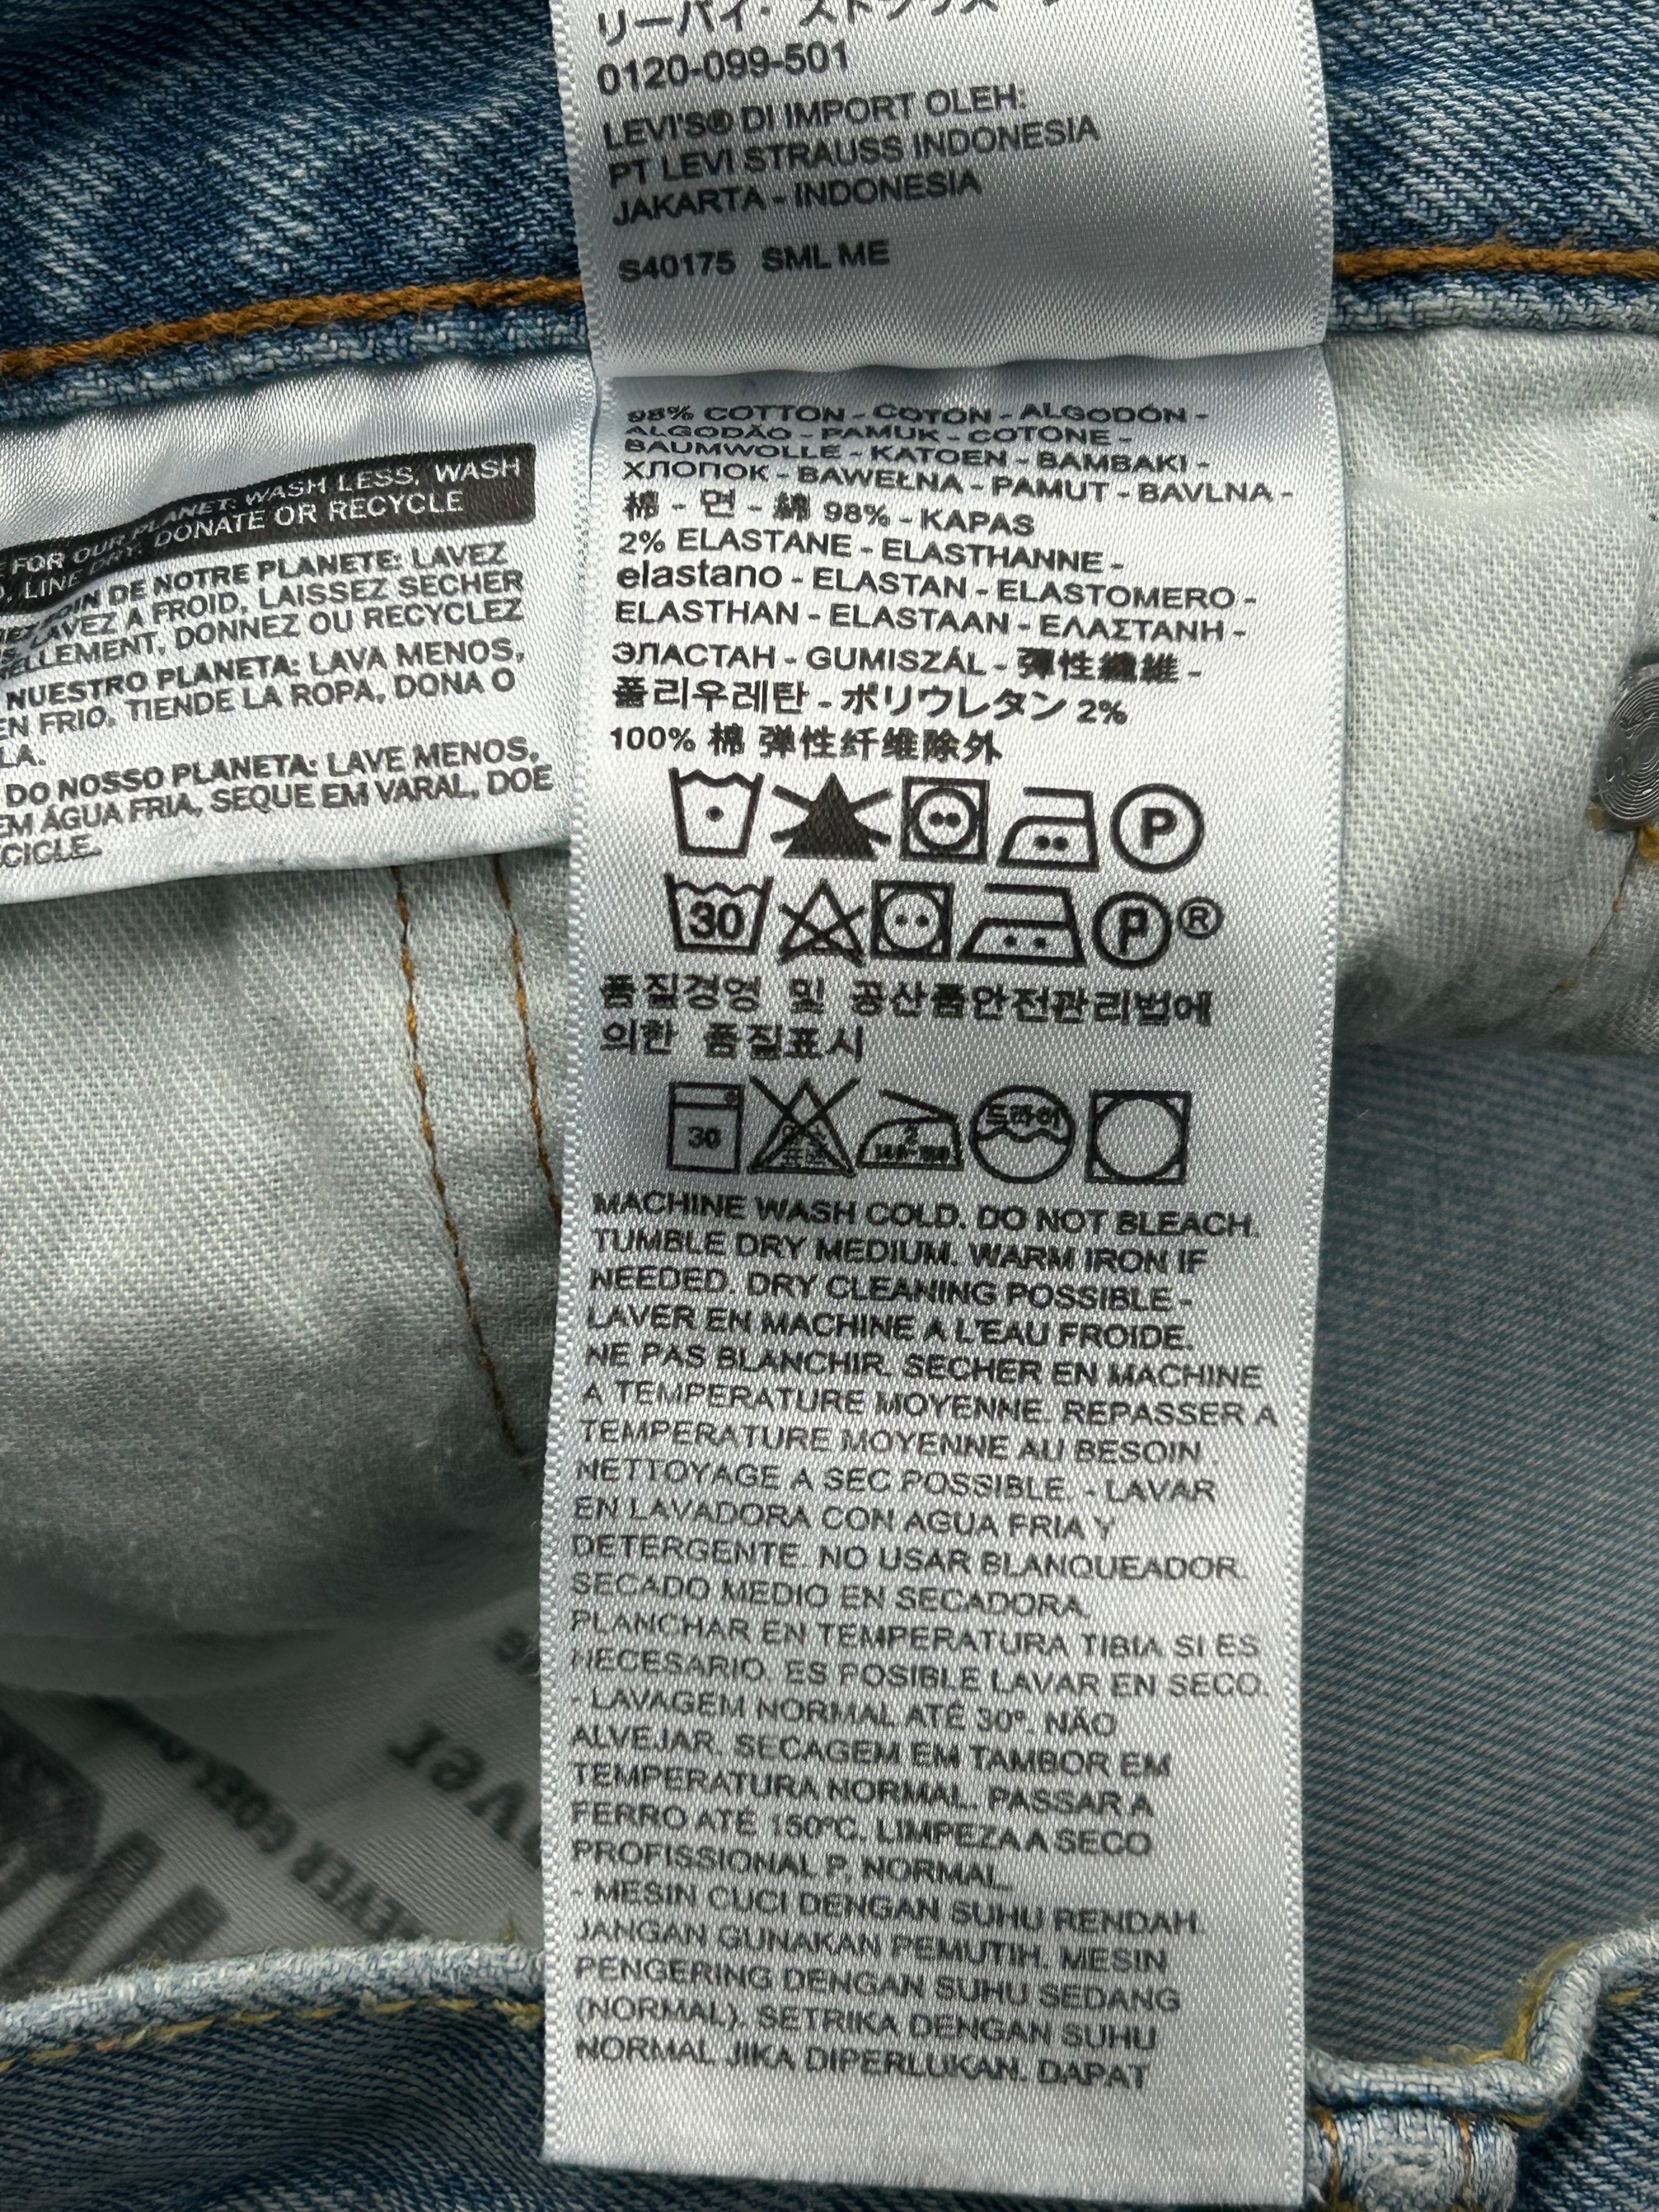 リーバイ・ストラウス
0120-099-501
LEVI'S® DI IMPORT OLEH:
PT LEVI STRAUSS INDONESIA
JAKARTA - INDONESIA
S40175 SML ME
FOR OUR PLANET: WASH LESS, WASH
, LINE DRY, DONATE OR RECYCLE
DE NOTRE PLANETE: LAVEZ
LAVEZ A FROID, LAISSEZ SECHER
DONNEZ OU RECYCLEZ
NUESTRO PLANETA: LAVA MENOS,
EN FRIO, TIENDE LA ROPA, DONA O
LA.
DO NOSSO PLANETA: LAVE MENOS,
EM ÁGUA FRIA, SEQUE EM VARAL, DOE
CICLE.
98% COTTON - COTON - ALGODÓN -
ALGODÃO - PAMUK - COTONE -
BAUMWOLLE - KATOEN - BAMBAKI -
ХЛОПОК - BAWEŁNA - PAMUT - BAVLNA -
棉 - 면 - 綿 98% - KAPAS
2% ELASTANE - ELASTHANNE -
elastano - ELASTAN - ELASTOMERO -
ELASTHAN - ELASTAAN - ΕΛΑΣΤΑΝΗ -
ЭЛАСТАН - GUMISZÁL - 彈性纖維 -
폴리우레탄 - ポリウレタン 2%
100% 棉 弹性纤维除外
P
30 P ®
품질경영 및 공산품안전관리법에
의한 품질표시
30 2 드라이
MACHINE WASH COLD. DO NOT BLEACH.
TUMBLE DRY MEDIUM. WARM IRON IF
NEEDED. DRY CLEANING POSSIBLE -
LAVER EN MACHINE A L'EAU FROIDE.
NE PAS BLANCHIR. SECHER EN MACHINE
A TEMPERATURE MOYENNE. REPASSER A
TEMPERATURE MOYENNE AU BESOIN.
NETTOYAGE A SEC POSSIBLE. - LAVAR
EN LAVADORA CON AGUA FRIA Y
DETERGENTE. NO USAR BLANQUEADOR.
SECADO MEDIO EN SECADORA.
PLANCHAR EN TEMPERATURA TIBIA SI ES
NECESARIO. ES POSIBLE LAVAR EN SECO.
- LAVAGEM NORMAL ATÉ 30º. NÃO
ALVEJAR. SECAGEM EM TAMBOR EM
TEMPERATURA NORMAL. PASSAR A
FERRO ATÉ 150ºC. LIMPEZA A SECO
PROFISSIONAL P, NORMAL.
- MESIN CUCI DENGAN SUHU RENDAH.
JANGAN GUNAKAN PEMUTIH. MESIN
PENGERING DENGAN SUHU SEDANG
(NORMAL). SETRIKA DENGAN SUHU
NORMAL JIKA DIPERLUKAN. DAPAT